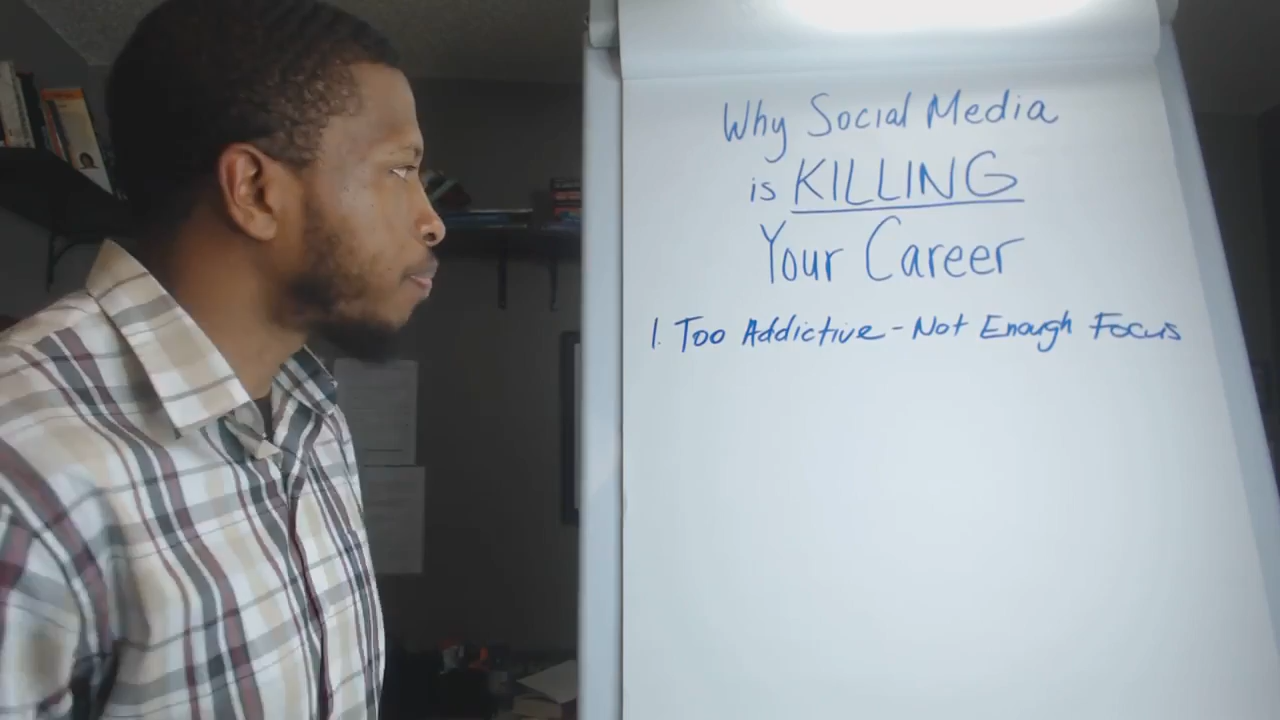 Why Social Media
is KILLING
Your Career
1. Too Addictive - Not Enough Focus